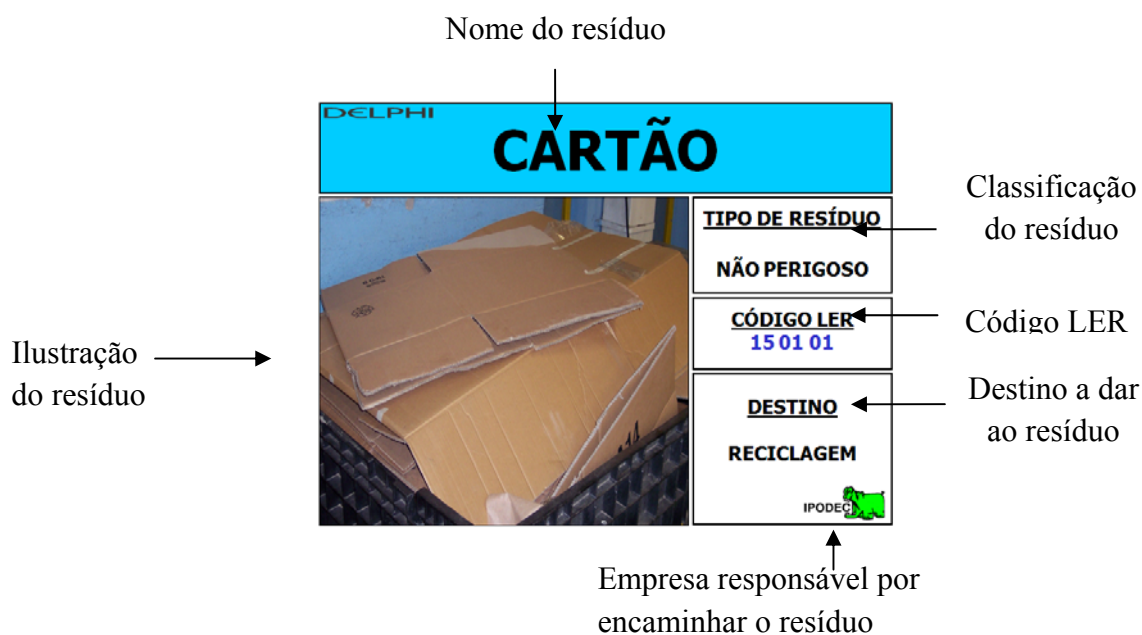 Nome do resíduo
DELPHI
CARTÃO
Classificação
do resíduo
TIPO DE RESÍDUO
NÃO PERIGOSO
CÓDIGO LER
15 01 01
Código LER
Ilustração
do resíduo
Destino a dar
ao resíduo
DESTINO
RECICLAGEM
IPODEC
Empresa responsável por
encaminhar o resíduo